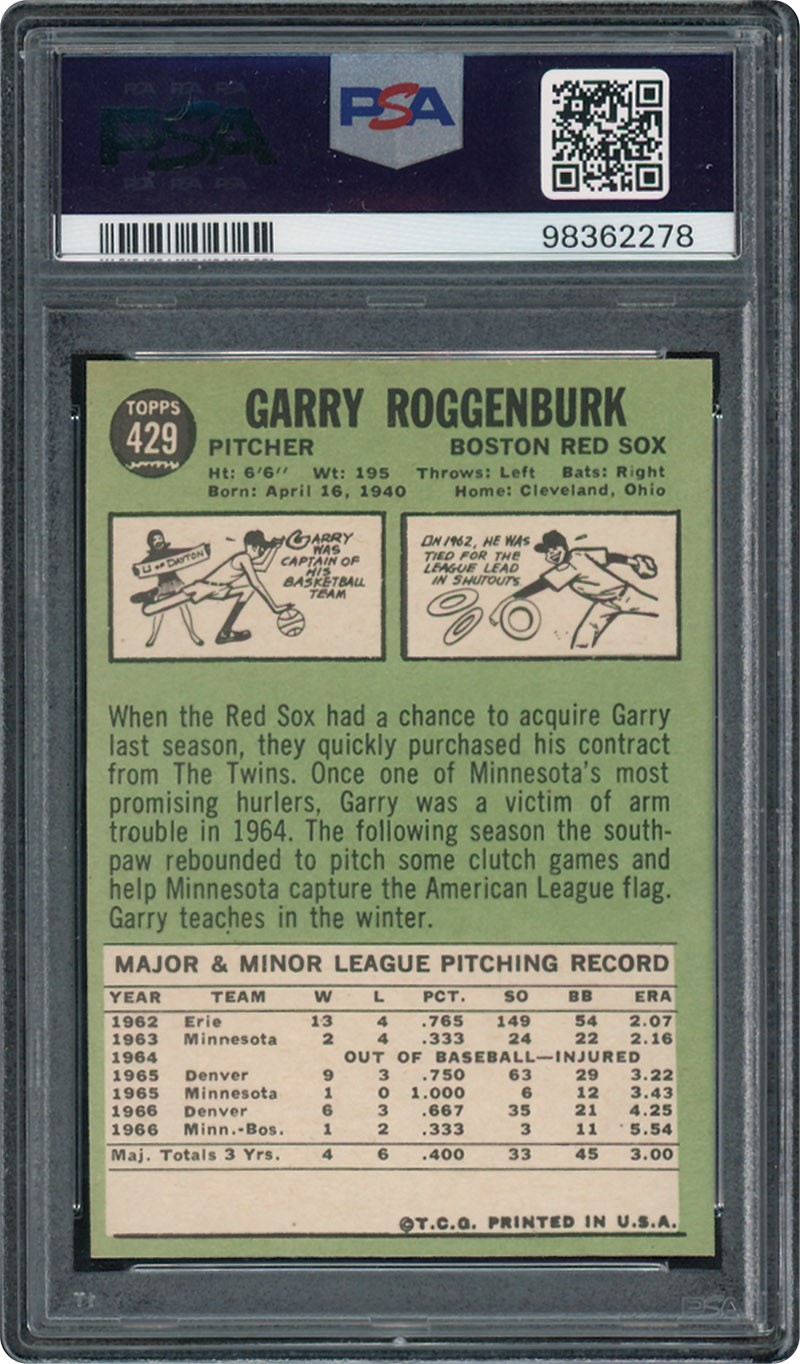 PSA PSA PSA
PSA
PSA PSA PSA
PSA
98362278
TOPPS
429
GARRY ROGGENBURK
PITCHER BOSTON RED SOX
Ht: 6'6'' Wt: 195 Throws: Left Bats: Right
Born: April 16, 1940 Home: Cleveland, Ohio
U OF DAYTON
GARRY
WAS
CAPTAIN OF
HIS
BASKETBALL
TEAM
IN 1962, HE WAS
TIED FOR THE
LEAGUE LEAD
IN SHUTOUTS.
When the Red Sox had a chance to acquire Garry
last season, they quickly purchased his contract
from The Twins. Once one of Minnesota's most
promising hurlers, Garry was a victim of arm
trouble in 1964. The following season the south-
paw rebounded to pitch some clutch games and
help Minnesota capture the American League flag.
Garry teaches in the winter.
MAJOR & MINOR LEAGUE PITCHING RECORD
YEAR TEAM W L PCT. SO BB ERA
1962 Erie 13 4 .765 149 54 2.07
1963 Minnesota 2 4 .333 24 22 2.16
1964 OUT OF BASEBALL—INJURED
1965 Denver 9 3 .750 63 29 3.22
1965 Minnesota 1 0 1.000 6 12 3.43
1966 Denver 6 3 .667 35 21 4.25
1966 Minn.-Bos. 1 2 .333 3 11 5.54
Maj. Totals 3 Yrs. 4 6 .400 33 45 3.00
©T.C.G. PRINTED IN U.S.A.
PSA